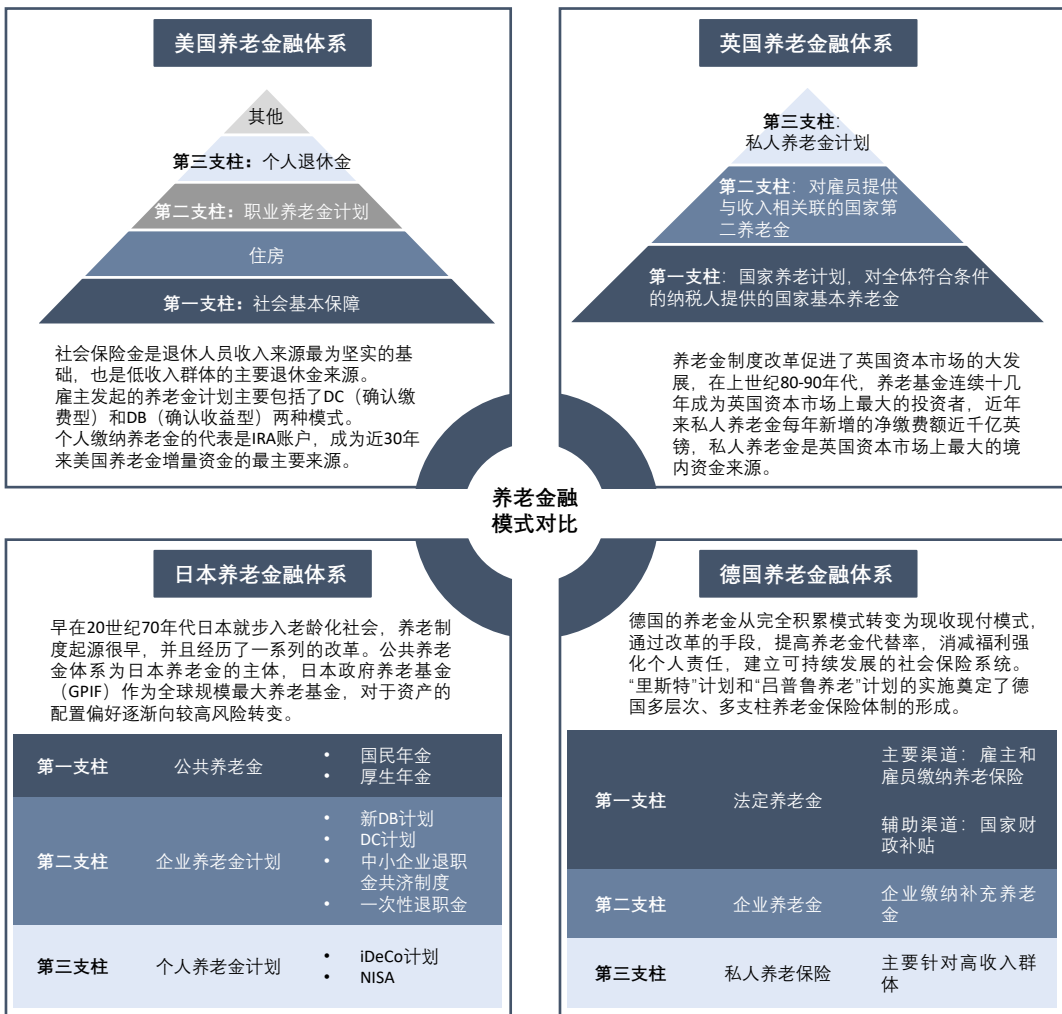 美国养老金融体系
其他
第三支柱：个人退休金
第二支柱：职业养老金计划
住房
第一支柱：社会基本保障
社会保险金是退休人员收入来源最为坚实的基
础，也是低收入群体的主要退休金来源。
雇主发起的养老金计划主要包括了DC（确认缴
费型）和DB（确认收益型）两种模式。
个人缴纳养老金的代表是IRA账户，成为近30年
来美国养老金增量资金的最主要来源。
英国养老金融体系
第三支柱：
私人养老金计划
第二支柱：对雇员提供
与收入相关联的国家第
二养老金
第一支柱：国家养老计划，对全体符合条件
的纳税人提供的国家基本养老金
养老金制度改革促进了英国资本市场的大发
展，在上世纪80-90年代，养老基金连续十几
年成为英国资本市场上最大的投资者，近年
来私人养老金每年新增的净缴费额近千亿英
镑，私人养老金是英国资本市场上最大的境
内资金来源。
养老金融
模式对比
日本养老金融体系
早在20世纪70年代日本就步入老龄化社会，养老制
度起源很早，并且经历了一系列的改革。公共养老
金体系为日本养老金的主体，日本政府养老基金
（GPIF）作为全球规模最大养老基金，对于资产的
配置偏好逐渐向较高风险转变。
第一支柱 公共养老金
• 国民年金
• 厚生年金
第二支柱 企业养老金计划
• 新DB计划
• DC计划
• 中小企业退职
金共济制度
• 一次性退职金
第三支柱 个人养老金计划
• iDeCo计划
• NISA
德国养老金融体系
德国的养老金从完全积累模式转变为现收现付模式，
通过改革的手段，提高养老金代替率，消减福利强
化个人责任，建立可持续发展的社会保险系统。
“里斯特”计划和“吕普鲁养老”计划的实施奠定了德
国多层次、多支柱养老金保险体制的形成。
第一支柱 法定养老金
主要渠道：雇主和
雇员缴纳养老保险
辅助渠道：国家财
政补贴
第二支柱 企业养老金
企业缴纳补充养老
金
第三支柱 私人养老保险
主要针对高收入群
体